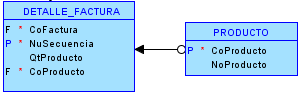 DETALLE_FACTURA
F * CoFactura
P * NuSecuencia
QtProducto
F * CoProducto
PRODUCTO
P * CoProducto
NoProducto